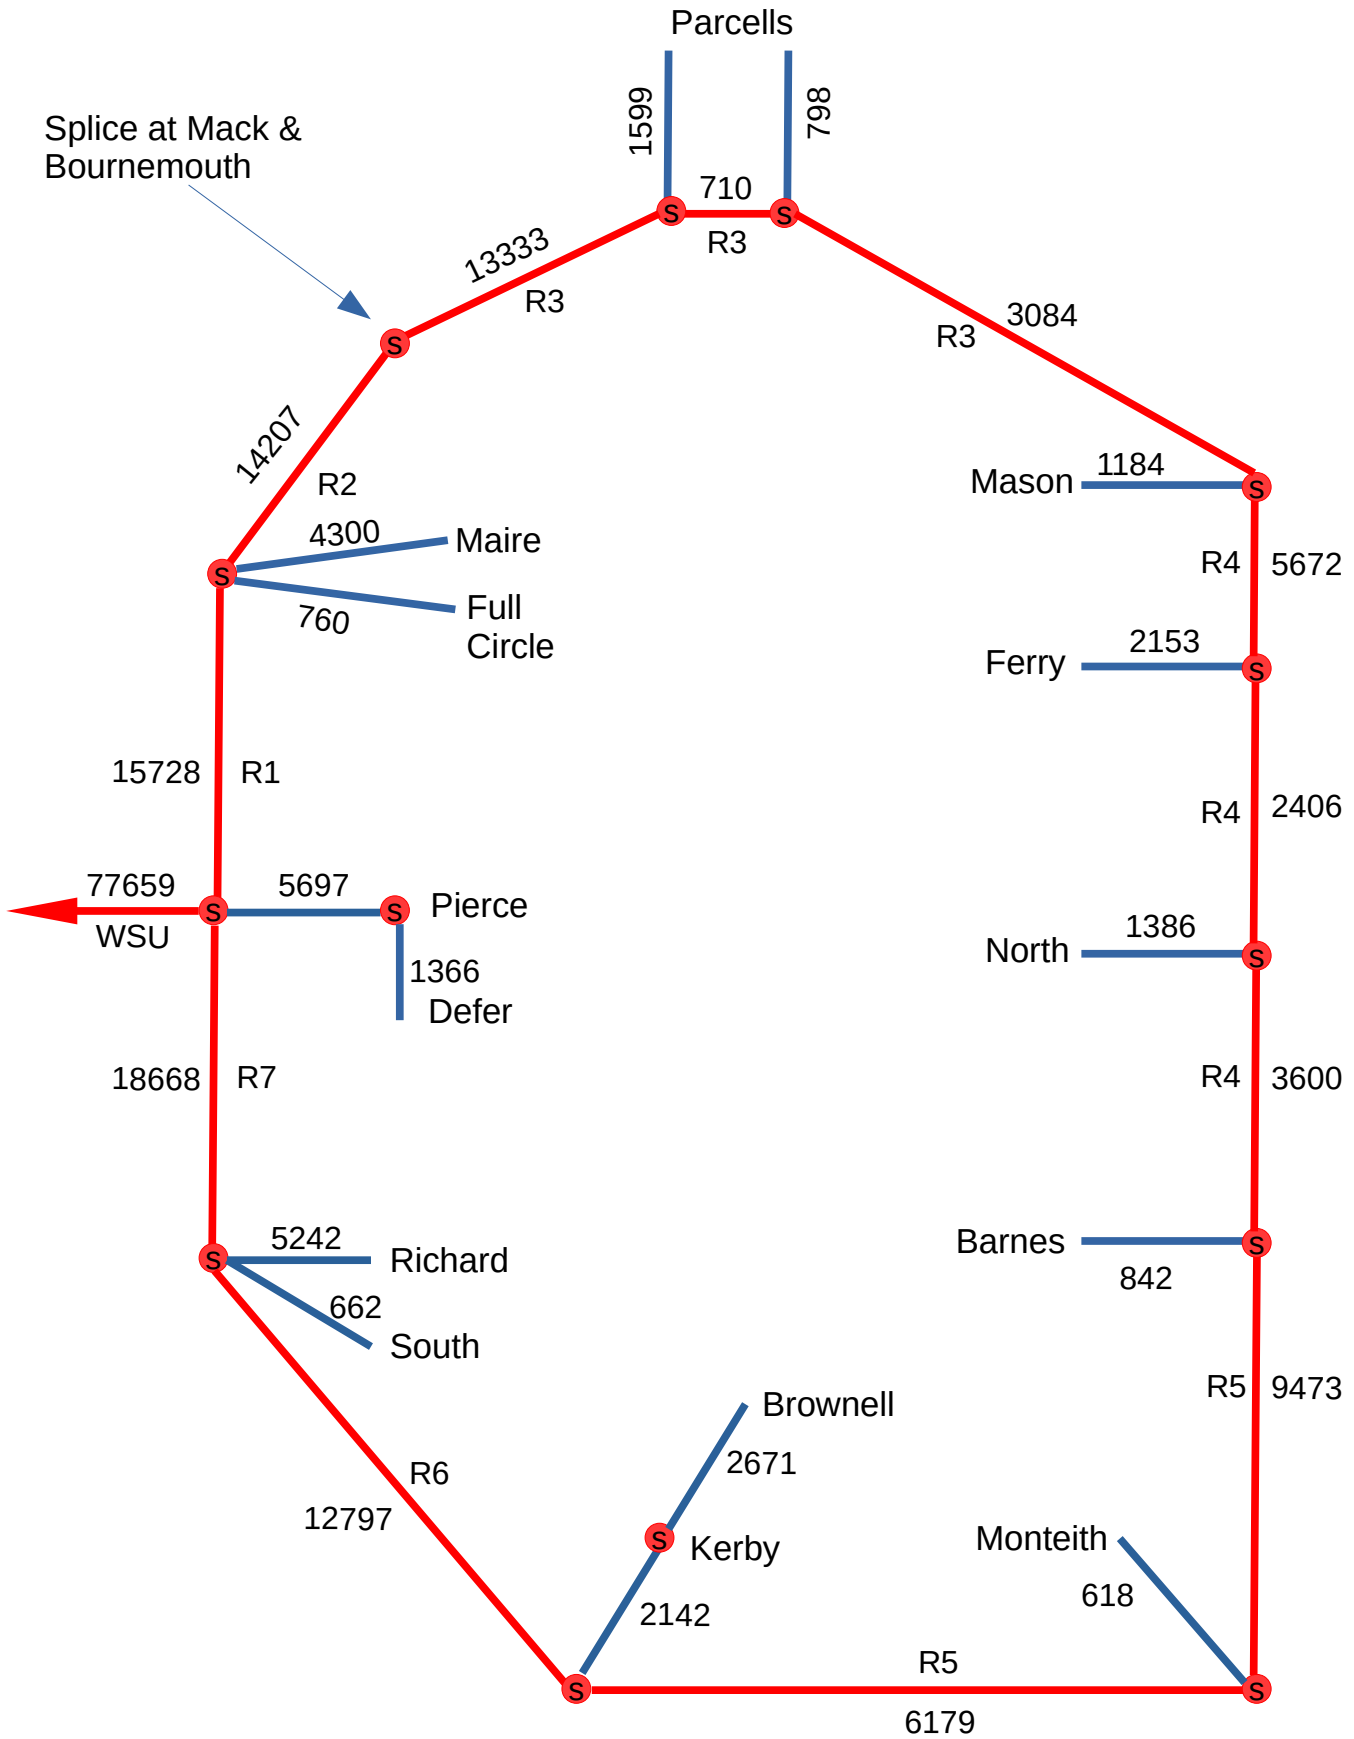 Parcells
1599
798
Splice at Mack &
Bournemouth
710
S
S
R3
13333
R3
3084
R3
S
14207
R2
Mason
1184
S
4300
Maire
R4
5672
S
760
Full
Circle
Ferry
2153
S
15728
R1
R4
2406
77659
WSU
S
5697
S
Pierce
1366
Defer
North
1386
S
18668
R7
R4
3600
S
5242
Richard
662
South
Barnes
842
S
R5
9473
Brownell
2671
R6
12797
S
Kerby
2142
Monteith
618
S
R5
6179
S